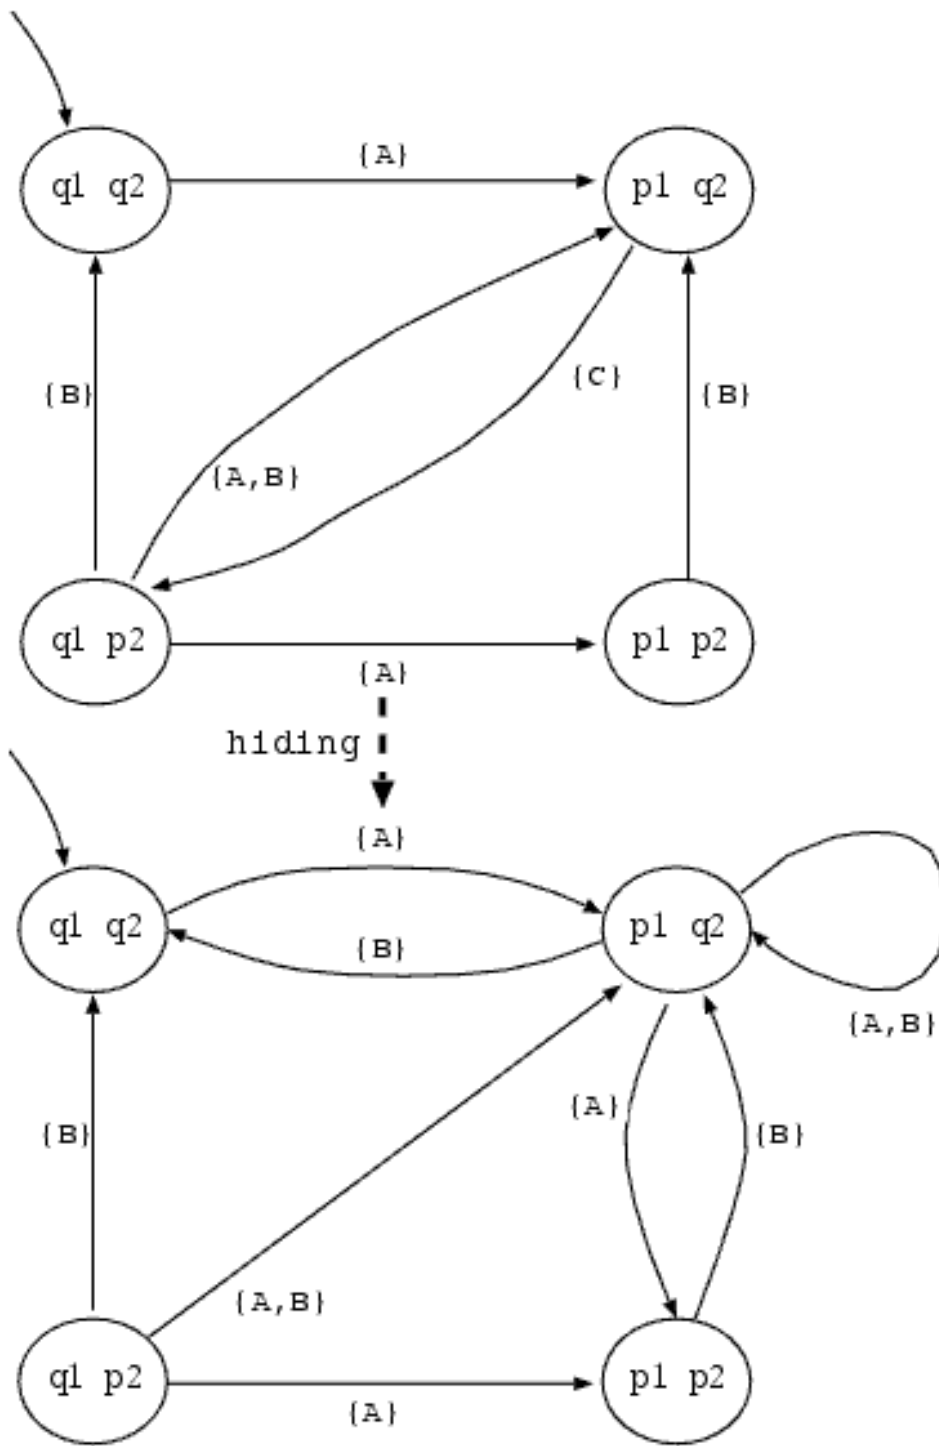 {A}
q1 q2 p1 q2
{B} {C} {B}
{A,B}
q1 p2 p1 p2
{A}
hiding
{A}
q1 q2 p1 q2
{B}
{A,B}
{A}
{B} {B}
{A,B}
q1 p2 p1 p2
{A}